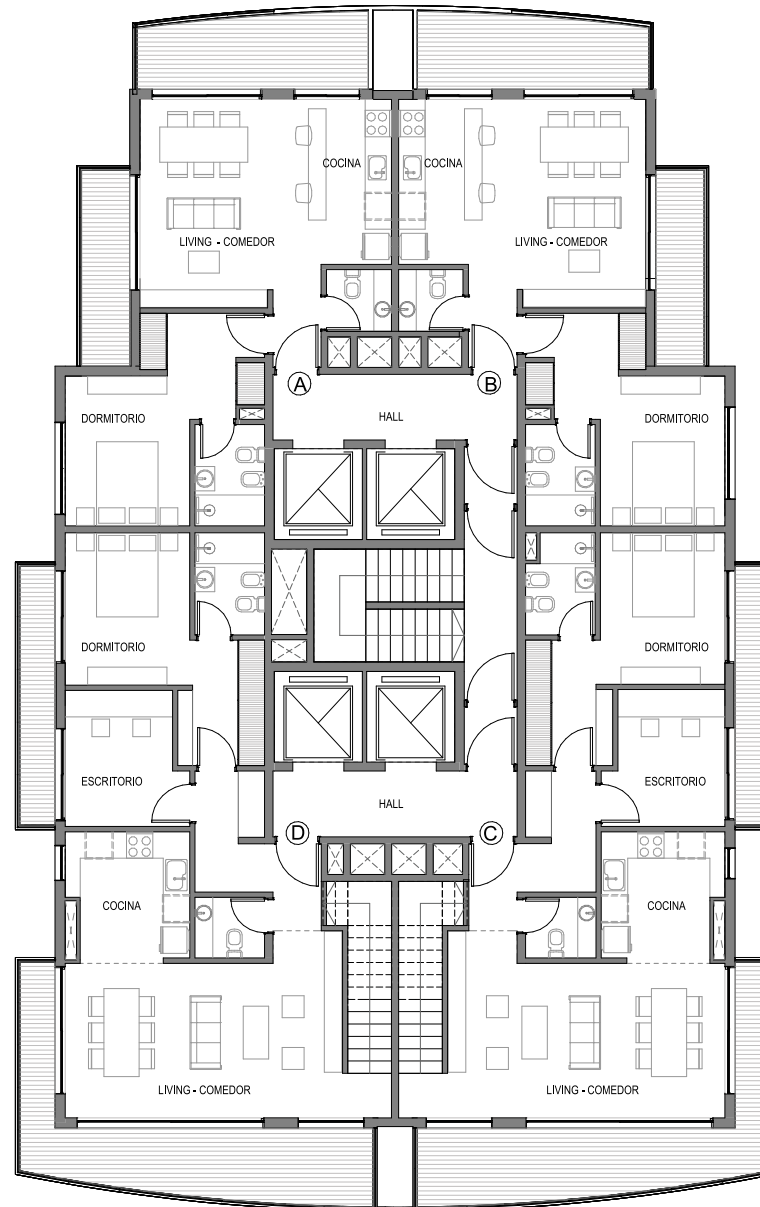 COCINA
COCINA
LIVING - COMEDOR
LIVING - COMEDOR
A
B
DORMITORIO
HALL
DORMITORIO
DORMITORIO
DORMITORIO
ESCRITORIO
ESCRITORIO
HALL
D
C
COCINA
COCINA
LIVING - COMEDOR
LIVING - COMEDOR